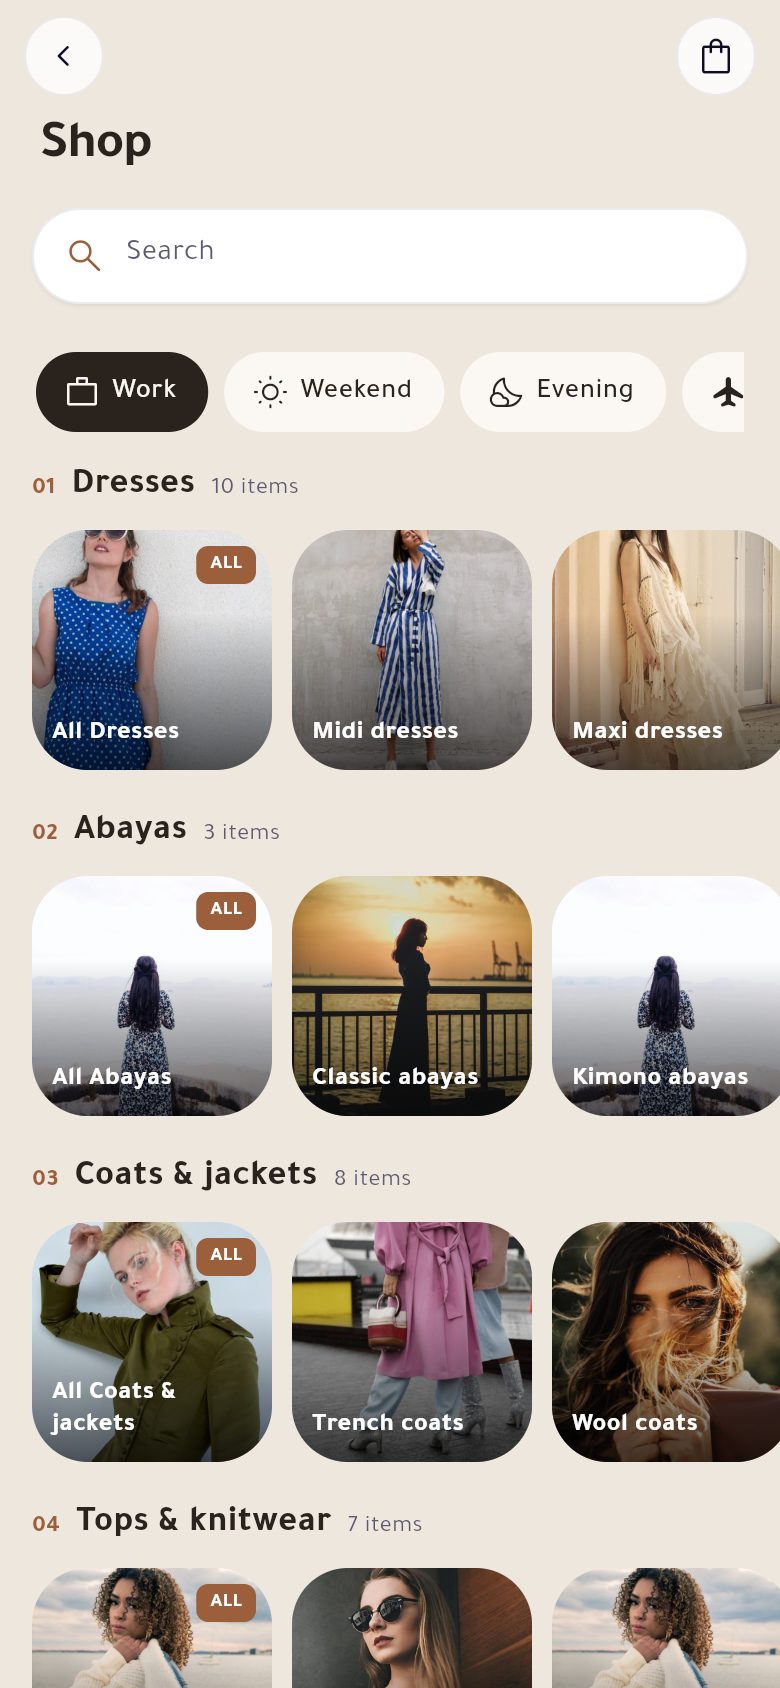 Shop
Search
Work
Weekend
Evening
01 Dresses 10 items
ALL
All Dresses
Midi dresses
Maxi dresses
02 Abayas 3 items
ALL
All Abayas
Classic abayas
Kimono abayas
03 Coats & jackets 8 items
ALL
All Coats &
jackets
Trench coats
Wool coats
04 Tops & knitwear 7 items
ALL